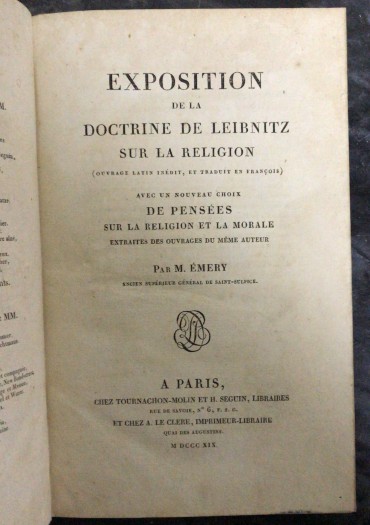 EXPOSITION
DE LA
DOCTRINE DE LEIBNITZ
SUR LA RELIGION
(OUVRAGE LATIN INÉDIT, ET TRADUIT EN FRANÇOIS)
AVEC UN NOUVEAU CHOIX
DE PENSÉES
SUR LA RELIGION ET LA MORALE
EXTRAITES DES OUVRAGES DU MÊME AUTEUR
PAR M. ÉMERY
ANCIEN SUPÉRIEUR GÉNÉRAL DE SAINT-SULPICE.
A PARIS,
CHEZ TOURNACHON-MOLIN ET H. SEGUIN, LIBRAIRES
RUE DE SAVOIE, N° 6, F. S. G.
ET CHEZ A. LE CLERE, IMPRIMEUR-LIBRAIRE
QUAI DES AUGUSTINS.
M DCCC XIX.